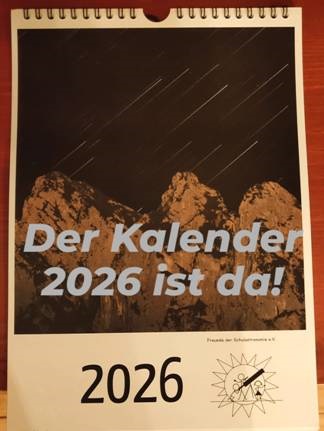 Der Kalender
2026 ist da!
Freunde der Schulastronomie e.V.
2026